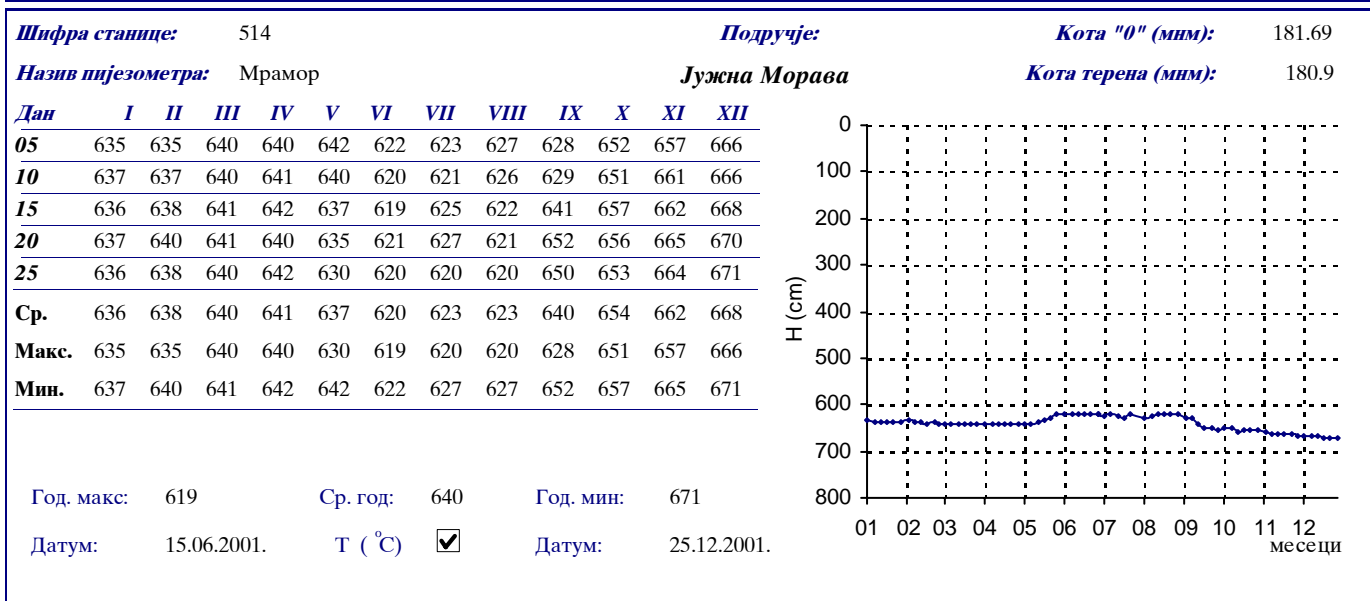 Шифра станице: 514 Подручје: Кота "0" (мнм): 181.69
Назив пијезометра: Мрамор Јужна Морава Кота терена (мнм): 180.9
Дан I II III IV V VI VII VIII IX X XI XII
05 635 635 640 640 642 622 623 627 628 652 657 666
10 637 637 640 641 640 620 621 626 629 651 661 666
15 636 638 641 642 637 619 625 622 641 657 662 668
20 637 640 641 640 635 621 627 621 652 656 665 670
25 636 638 640 642 630 620 620 620 650 653 664 671
Ср. 636 638 640 641 637 620 623 623 640 654 662 668
Макс. 635 635 640 640 630 619 620 620 628 651 657 666
Мин. 637 640 641 642 642 622 627 627 652 657 665 671
Год. макс: 619 Ср. год: 640 Год. мин: 671
Датум: 15.06.2001. Т ( °C) Датум: 25.12.2001.
0
100
200
300
400
500
600
700
800
H (cm)
01 02 03 04 05 06 07 08 09 10 11 12
месеци